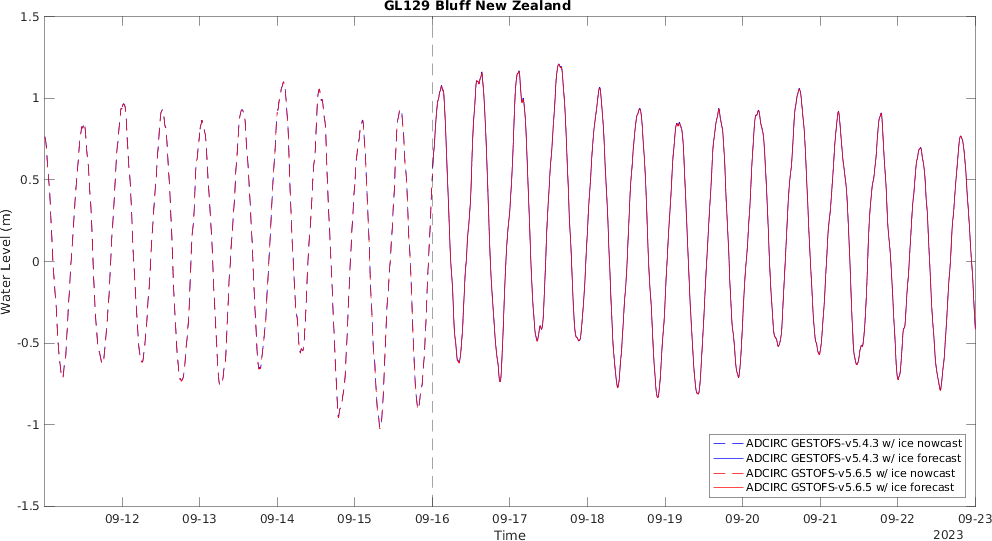 GL129 Bluff New Zealand
1.5
1
0.5
0
-0.5
-1
-1.5
Water Level (m)
ADCIRC GESTOFS-v5.4.3 w/ ice nowcast
ADCIRC GESTOFS-v5.4.3 w/ ice forecast
ADCIRC GSTOFS-v5.6.5 w/ ice nowcast
ADCIRC GSTOFS-v5.6.5 w/ ice forecast
09-12 09-13 09-14 09-15 09-16 09-17 09-18 09-19 09-20 09-21 09-22 09-23
Time
2023